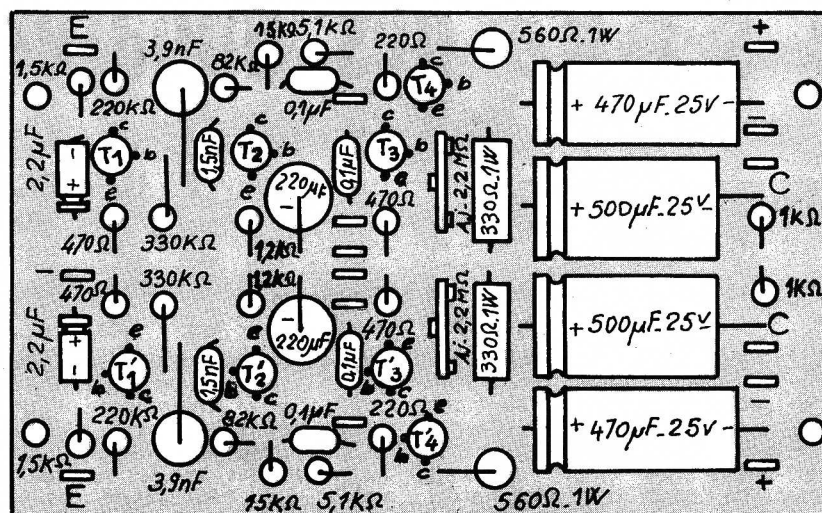 E
3,9nF
15KΩ
5,1KΩ
220Ω
560Ω.1W
+
1,5KΩ
82KΩ
c
T4
b
e
220KΩ
0,1µF
+ 470µF.25V -
-
2,2µF
-
+
c
T1
b
e
1,5nF
c
T2
b
e
220µF
-
0,1µF
c
T3
b
e
Aj.2,2MΩ
330Ω.1W
+ 500µF.25V -
C
470Ω
330KΩ
1,2KΩ
470Ω
1KΩ
-
470Ω
330KΩ
12KΩ
-
220µF
470Ω
Aj.2,2MΩ
330Ω.1W
+ 500µF.25V -
1KΩ
C
2,2µF
+
-
e
T'1
b
c
1,5nF
e
T'2
b
c
0,1µF
e
T'3
c
220KΩ
82KΩ
0,1µF
220Ω
e
T'4
b
c
+ 470µF.25V -
-
1,5KΩ
E
3,9nF
15KΩ
5,1KΩ
560Ω.1W
+